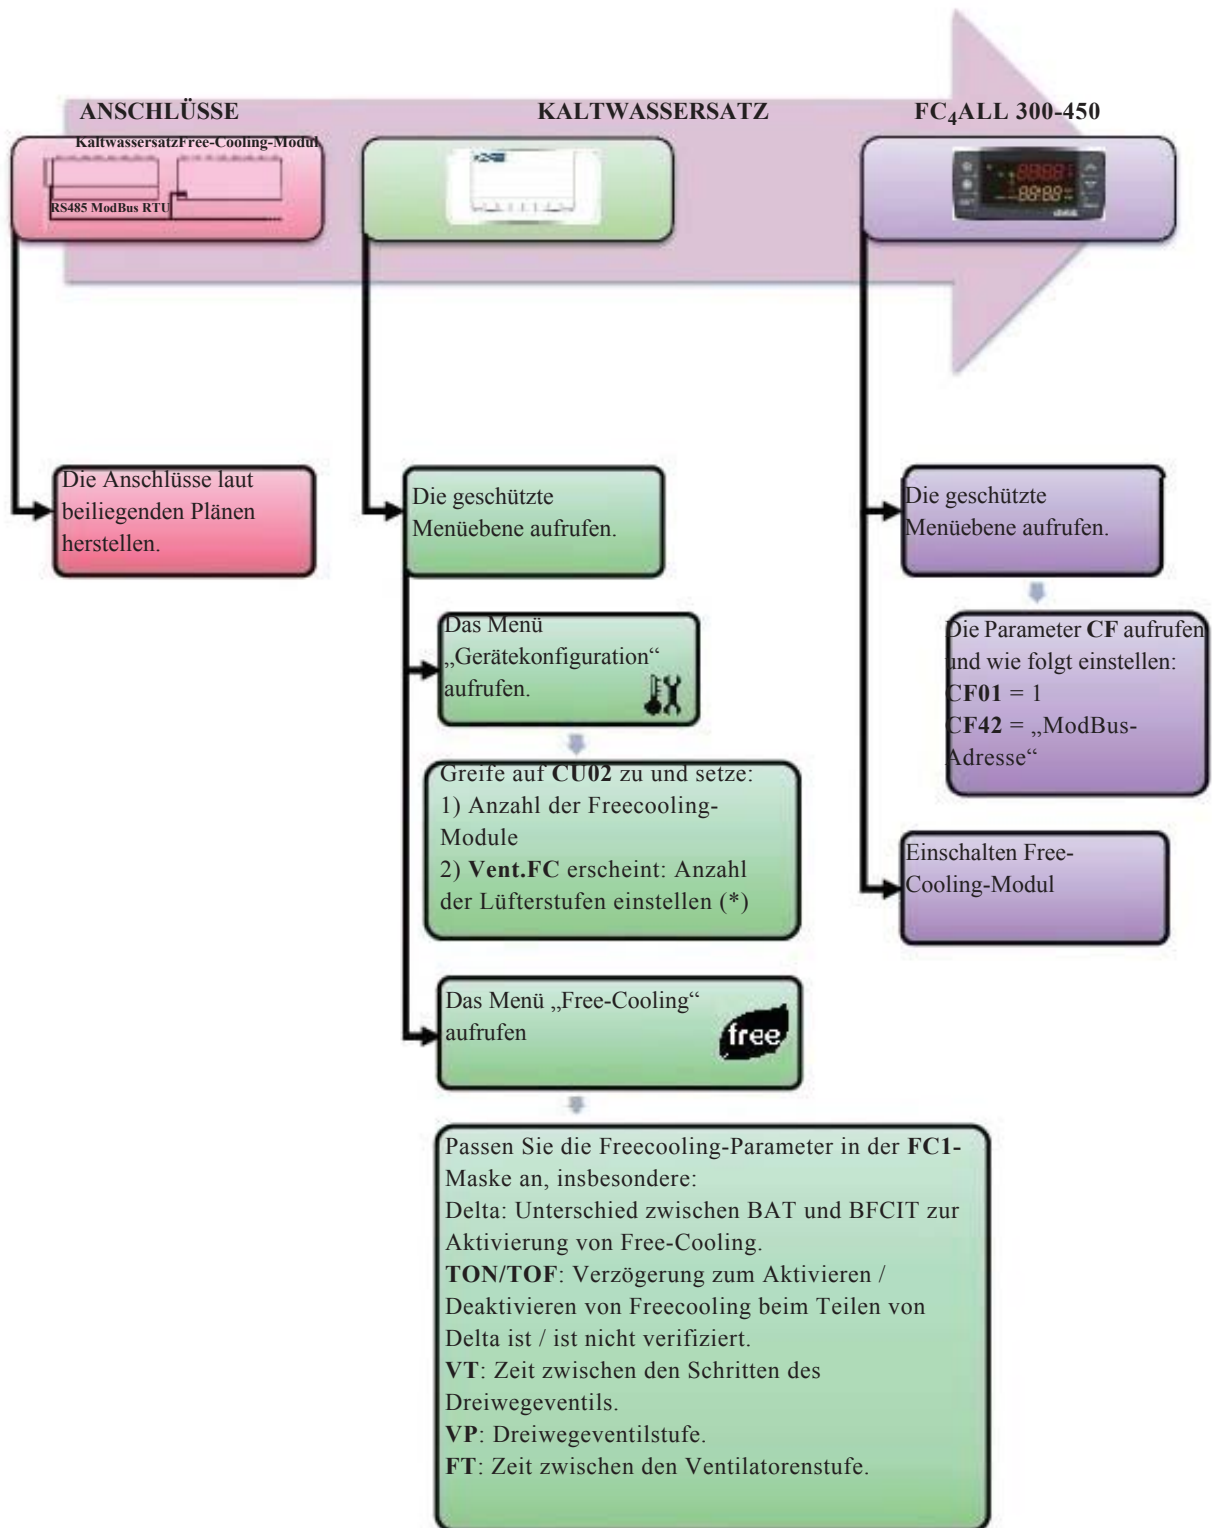 ANSCHLÜSSE
KALTWASSERSATZ
FC4ALL 300-450
KaltwassersatzFree-Cooling-Modul
RS485 ModBus RTU
Die Anschlüsse laut
beiliegenden Plänen
herstellen.
Die geschützte
Menüebene aufrufen.
Das Menü
„Gerätekonfiguration“
aufrufen.
Greife auf CU02 zu und setze:
1) Anzahl der Freecooling-
Module
2) Vent.FC erscheint: Anzahl
der Lüfterstufen einstellen (*)
Das Menü „Free-Cooling“
aufrufen
free
Passen Sie die Freecooling-Parameter in der FC1-
Maske an, insbesondere:
Delta: Unterschied zwischen BAT und BFCIT zur
Aktivierung von Free-Cooling.
TON/TOF: Verzögerung zum Aktivieren /
Deaktivieren von Freecooling beim Teilen von
Delta ist / ist nicht verifiziert.
VT: Zeit zwischen den Schritten des
Dreiwegeventils.
VP: Dreiwegeventilstufe.
FT: Zeit zwischen den Ventilatorenstufe.
Die geschützte
Menüebene aufrufen.
Die Parameter CF aufrufen
und wie folgt einstellen:
CF01 = 1
CF42 = „ModBus-
Adresse“
Einschalten Free-
Cooling-Modul